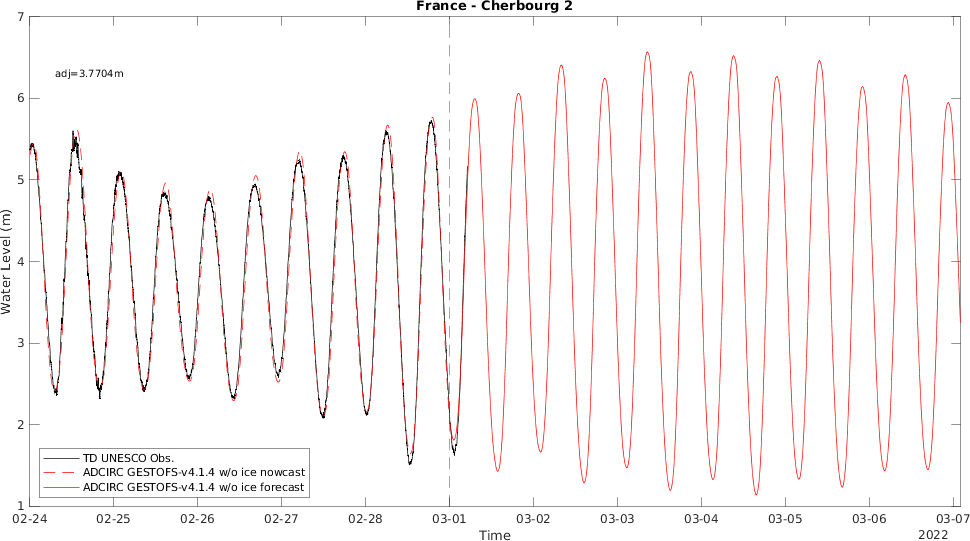 France - Cherbourg 2
7
adj=3.7704m
6
5
4
Water Level (m)
3
2
TD UNESCO Obs.
ADCIRC GESTOFS-v4.1.4 w/o ice nowcast
ADCIRC GESTOFS-v4.1.4 w/o ice forecast
1
02-24 02-25 02-26 02-27 02-28 03-01 03-02 03-03 03-04 03-05 03-06 03-07
Time
2022